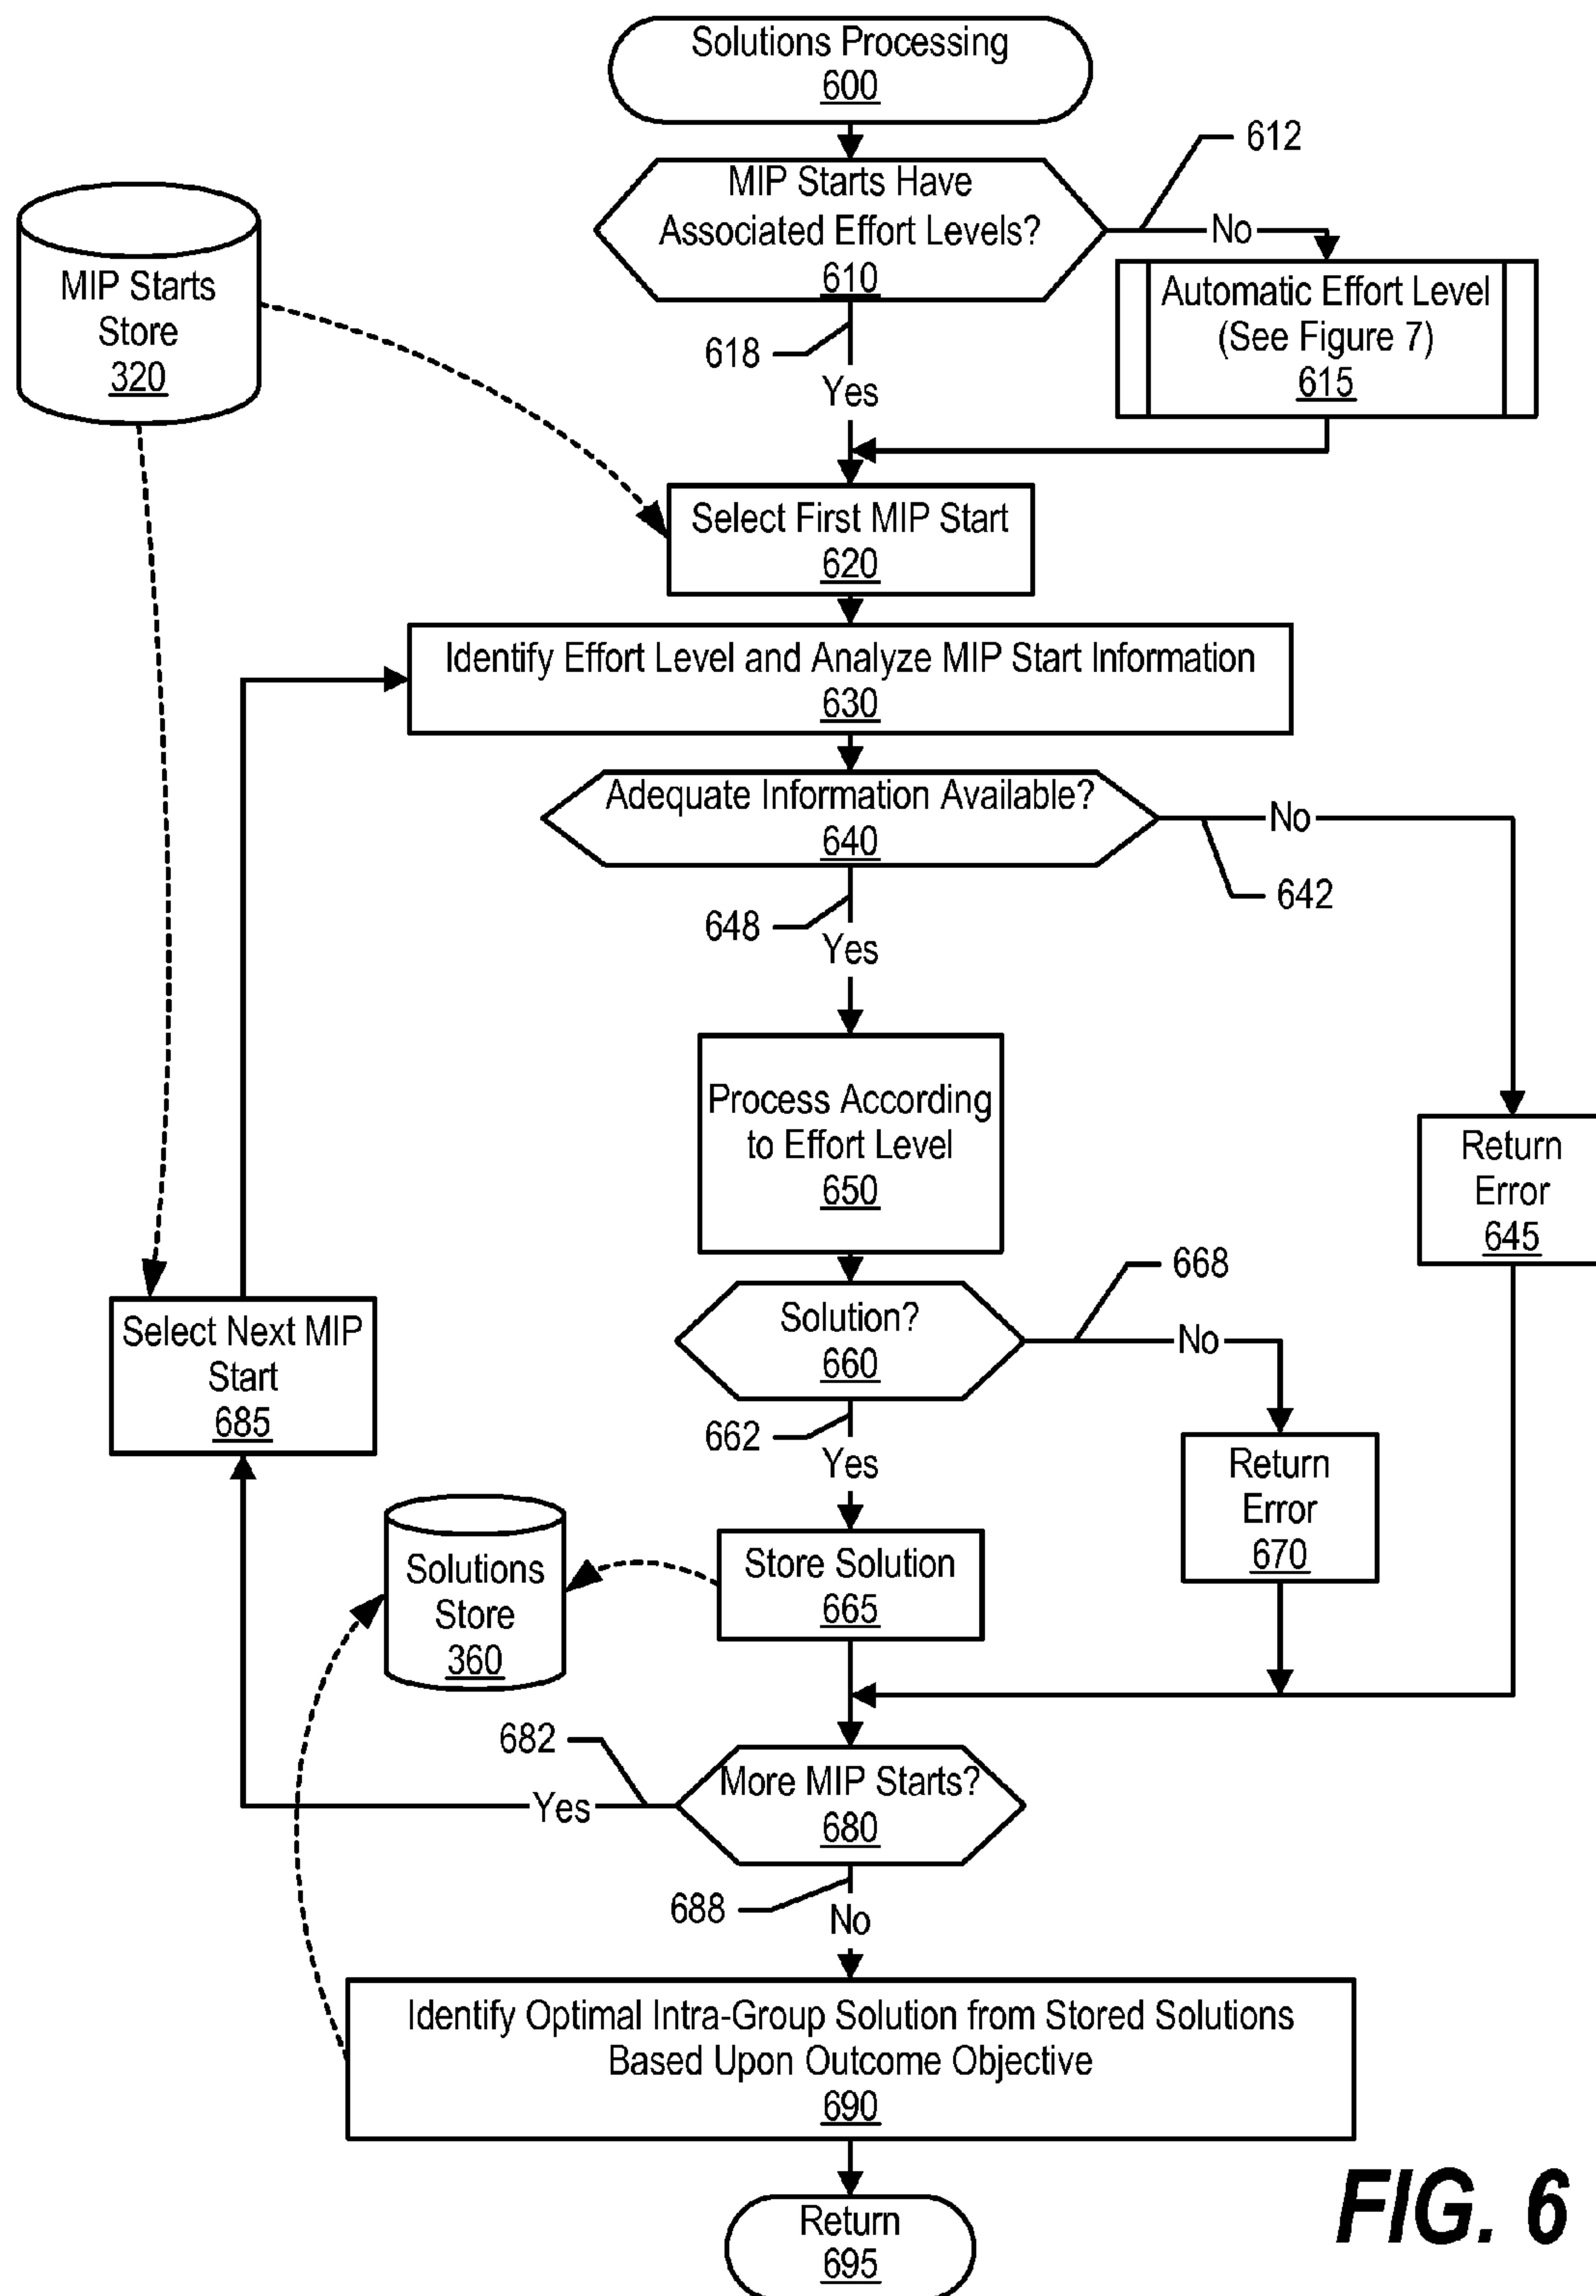 Solutions Processing
600
612
MIP Starts Have
Associated Effort Levels?
610
No
MIP Starts
Store
320
Automatic Effort Level
(See Figure 7)
615
618
Yes
Select First MIP Start
620
Identify Effort Level and Analyze MIP Start Information
630
Adequate Information Available?
640
No
642
648
Yes
Process According
to Effort Level
650
Return
Error
645
668
Solution?
660
No
Select Next MIP
Start
685
662
Yes
Return
Error
670
Solutions
Store
360
Store Solution
665
682
More MIP Starts?
680
Yes
688
No
Identify Optimal Intra-Group Solution from Stored Solutions
Based Upon Outcome Objective
690
Return
695
FIG. 6